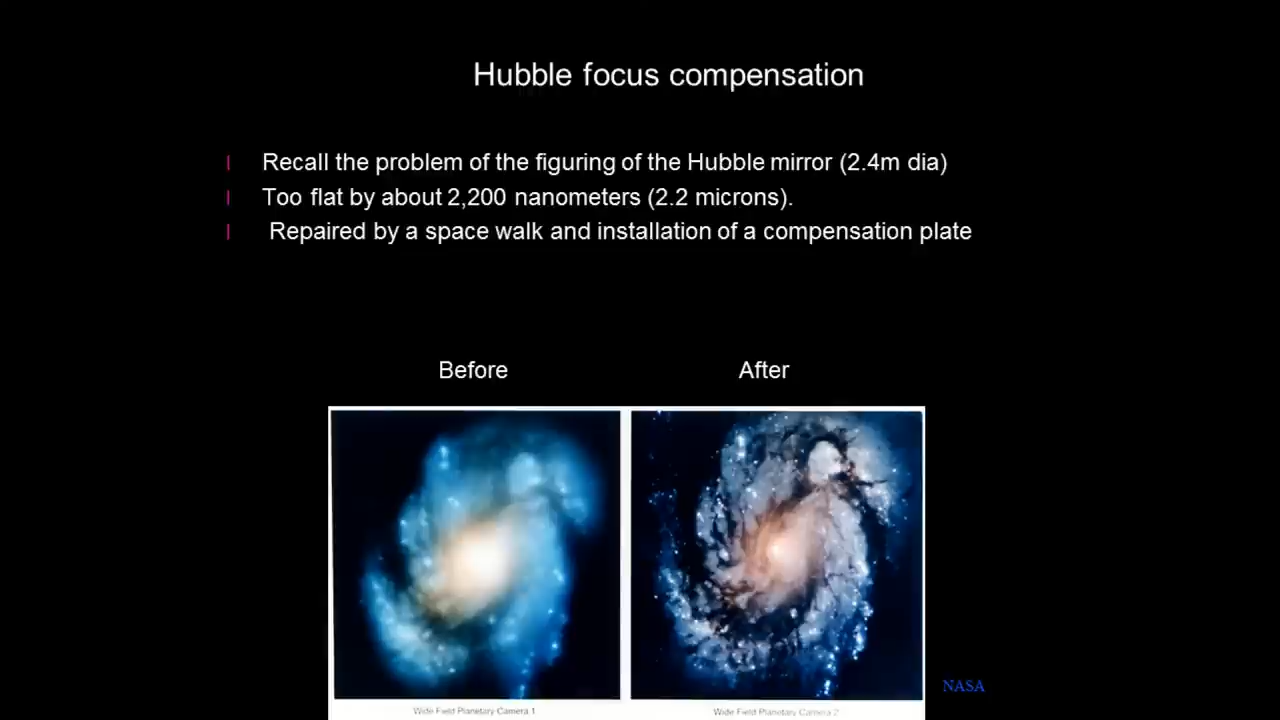 Hubble focus compensation
Recall the problem of the figuring of the Hubble mirror (2.4m dia)
Too flat by about 2,200 nanometers (2.2 microns).
Repaired by a space walk and installation of a compensation plate
Before
After
Wide Field Planetary Camera 1
Wide Field Planetary Camera 2
NASA